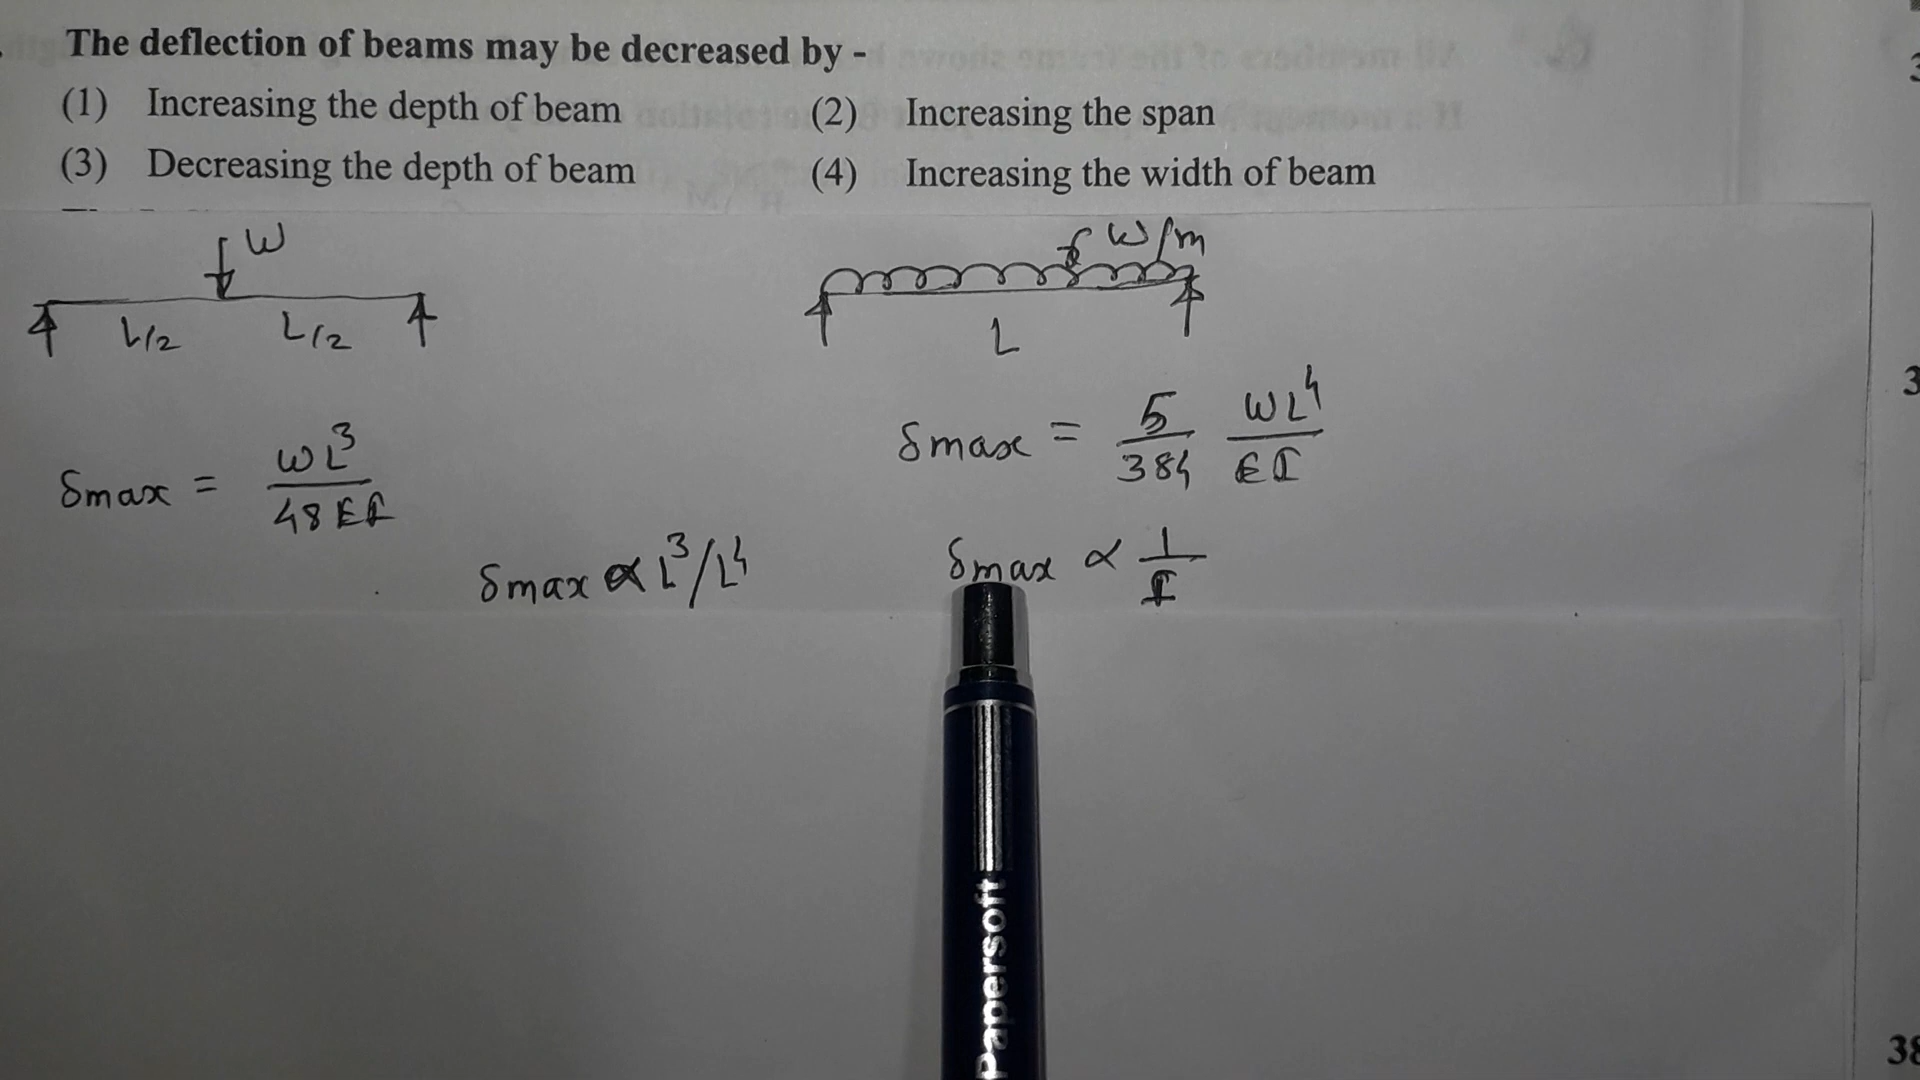 The deflection of beams may be decreased by -
(1) Increasing the depth of beam (2) Increasing the span
(3) Decreasing the depth of beam (4) Increasing the width of beam
W W/m
L/2 L/2 L
δmax = WL³/48EI δmax = 5/384 WL⁴/EI
δmax ∝ L³/L⁴ δmax ∝ 1/I
Papersoft
3
38